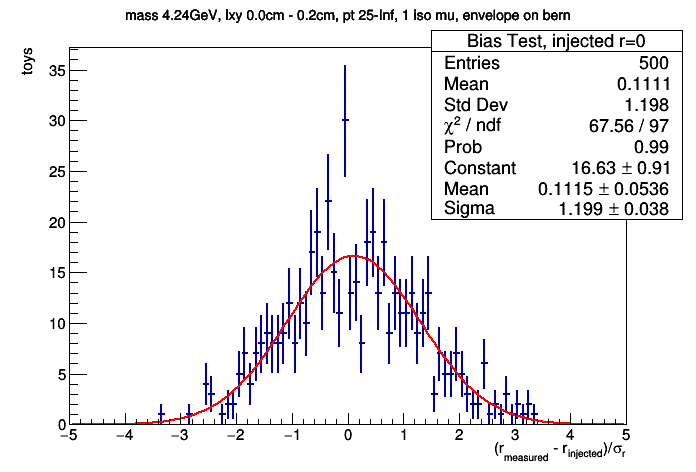 mass 4.24GeV, lxy 0.0cm - 0.2cm, pt 25-Inf, 1 Iso mu, envelope on bern
Bias Test, injected r=0
Entries 500
Mean 0.1111
Std Dev 1.198
χ² / ndf 67.56 / 97
Prob 0.99
Constant 16.63 ± 0.91
Mean 0.1115 ± 0.0536
Sigma 1.199 ± 0.038
toys
35
30
25
20
15
10
5
0
−5 −4 −3 −2 −1 0 1 2 3 4 5
(r_measured - r_injected)/σ_r